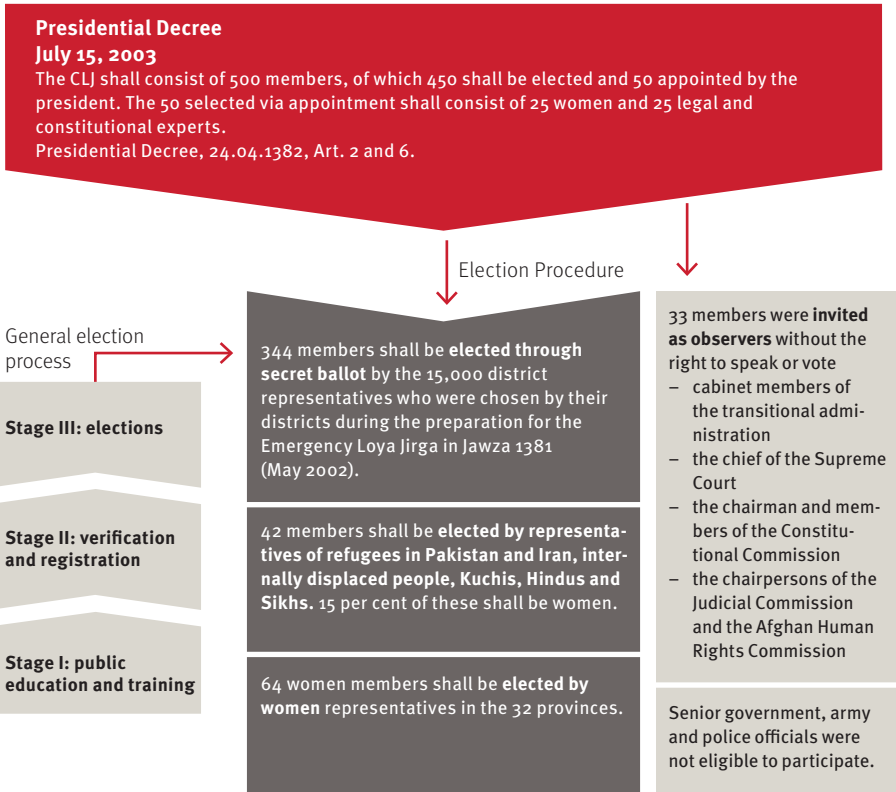 Presidential Decree
July 15, 2003
The CLJ shall consist of 500 members, of which 450 shall be elected and 50 appointed by the
president. The 50 selected via appointment shall consist of 25 women and 25 legal and
constitutional experts.
Presidential Decree, 24.04.1382, Art. 2 and 6.
Election Procedure
General election
process
Stage III: elections
Stage II: verification
and registration
Stage I: public
education and training
344 members shall be elected through
secret ballot by the 15,000 district
representatives who were chosen by their
districts during the preparation for the
Emergency Loya Jirga in Jawza 1381
(May 2002).
42 members shall be elected by representa-
tives of refugees in Pakistan and Iran, inter-
nally displaced people, Kuchis, Hindus and
Sikhs. 15 per cent of these shall be women.
64 women members shall be elected by
women representatives in the 32 provinces.
33 members were invited
as observers without the
right to speak or vote
– cabinet members of
the transitional admi-
nistration
– the chief of the Supreme
Court
– the chairman and mem-
bers of the Constitu-
tional Commission
– the chairpersons of the
Judicial Commission
and the Afghan Human
Rights Commission
Senior government, army
and police officials were
not eligible to participate.